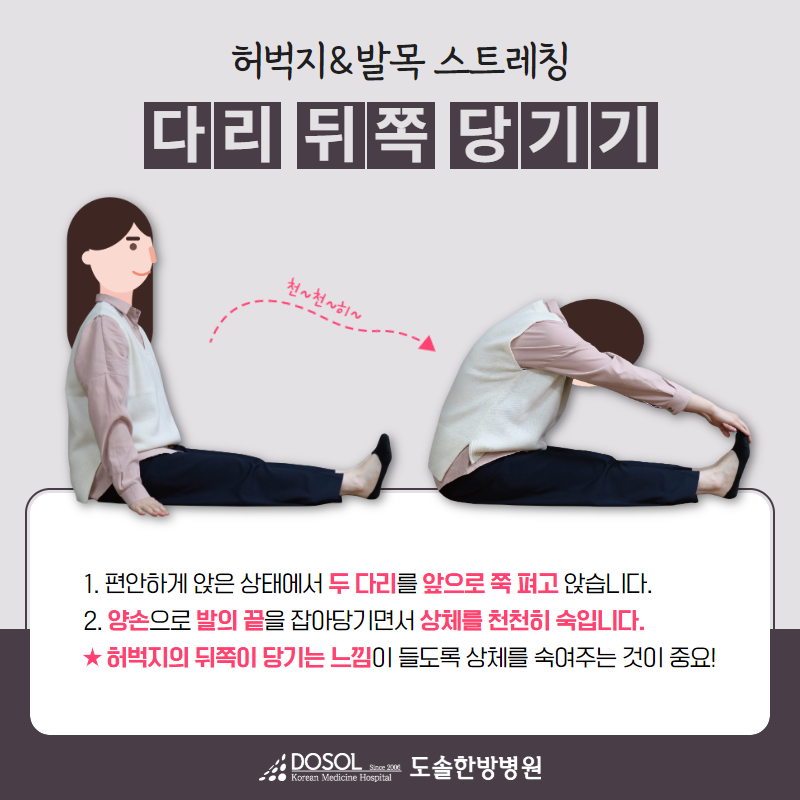 허벅지&발목 스트레칭
다리 뒤쪽 당기기
천~천~히~
1. 편안하게 앉은 상태에서 두 다리를 앞으로 쭉 펴고 앉습니다.
2. 양손으로 발의 끝을 잡아당기면서 상체를 천천히 숙입니다.
★ 허벅지의 뒤쪽이 당기는 느낌이 들도록 상체를 숙여주는 것이 중요!
DOSOL Since 2006 도솔한방병원
Korean Medicine Hospital